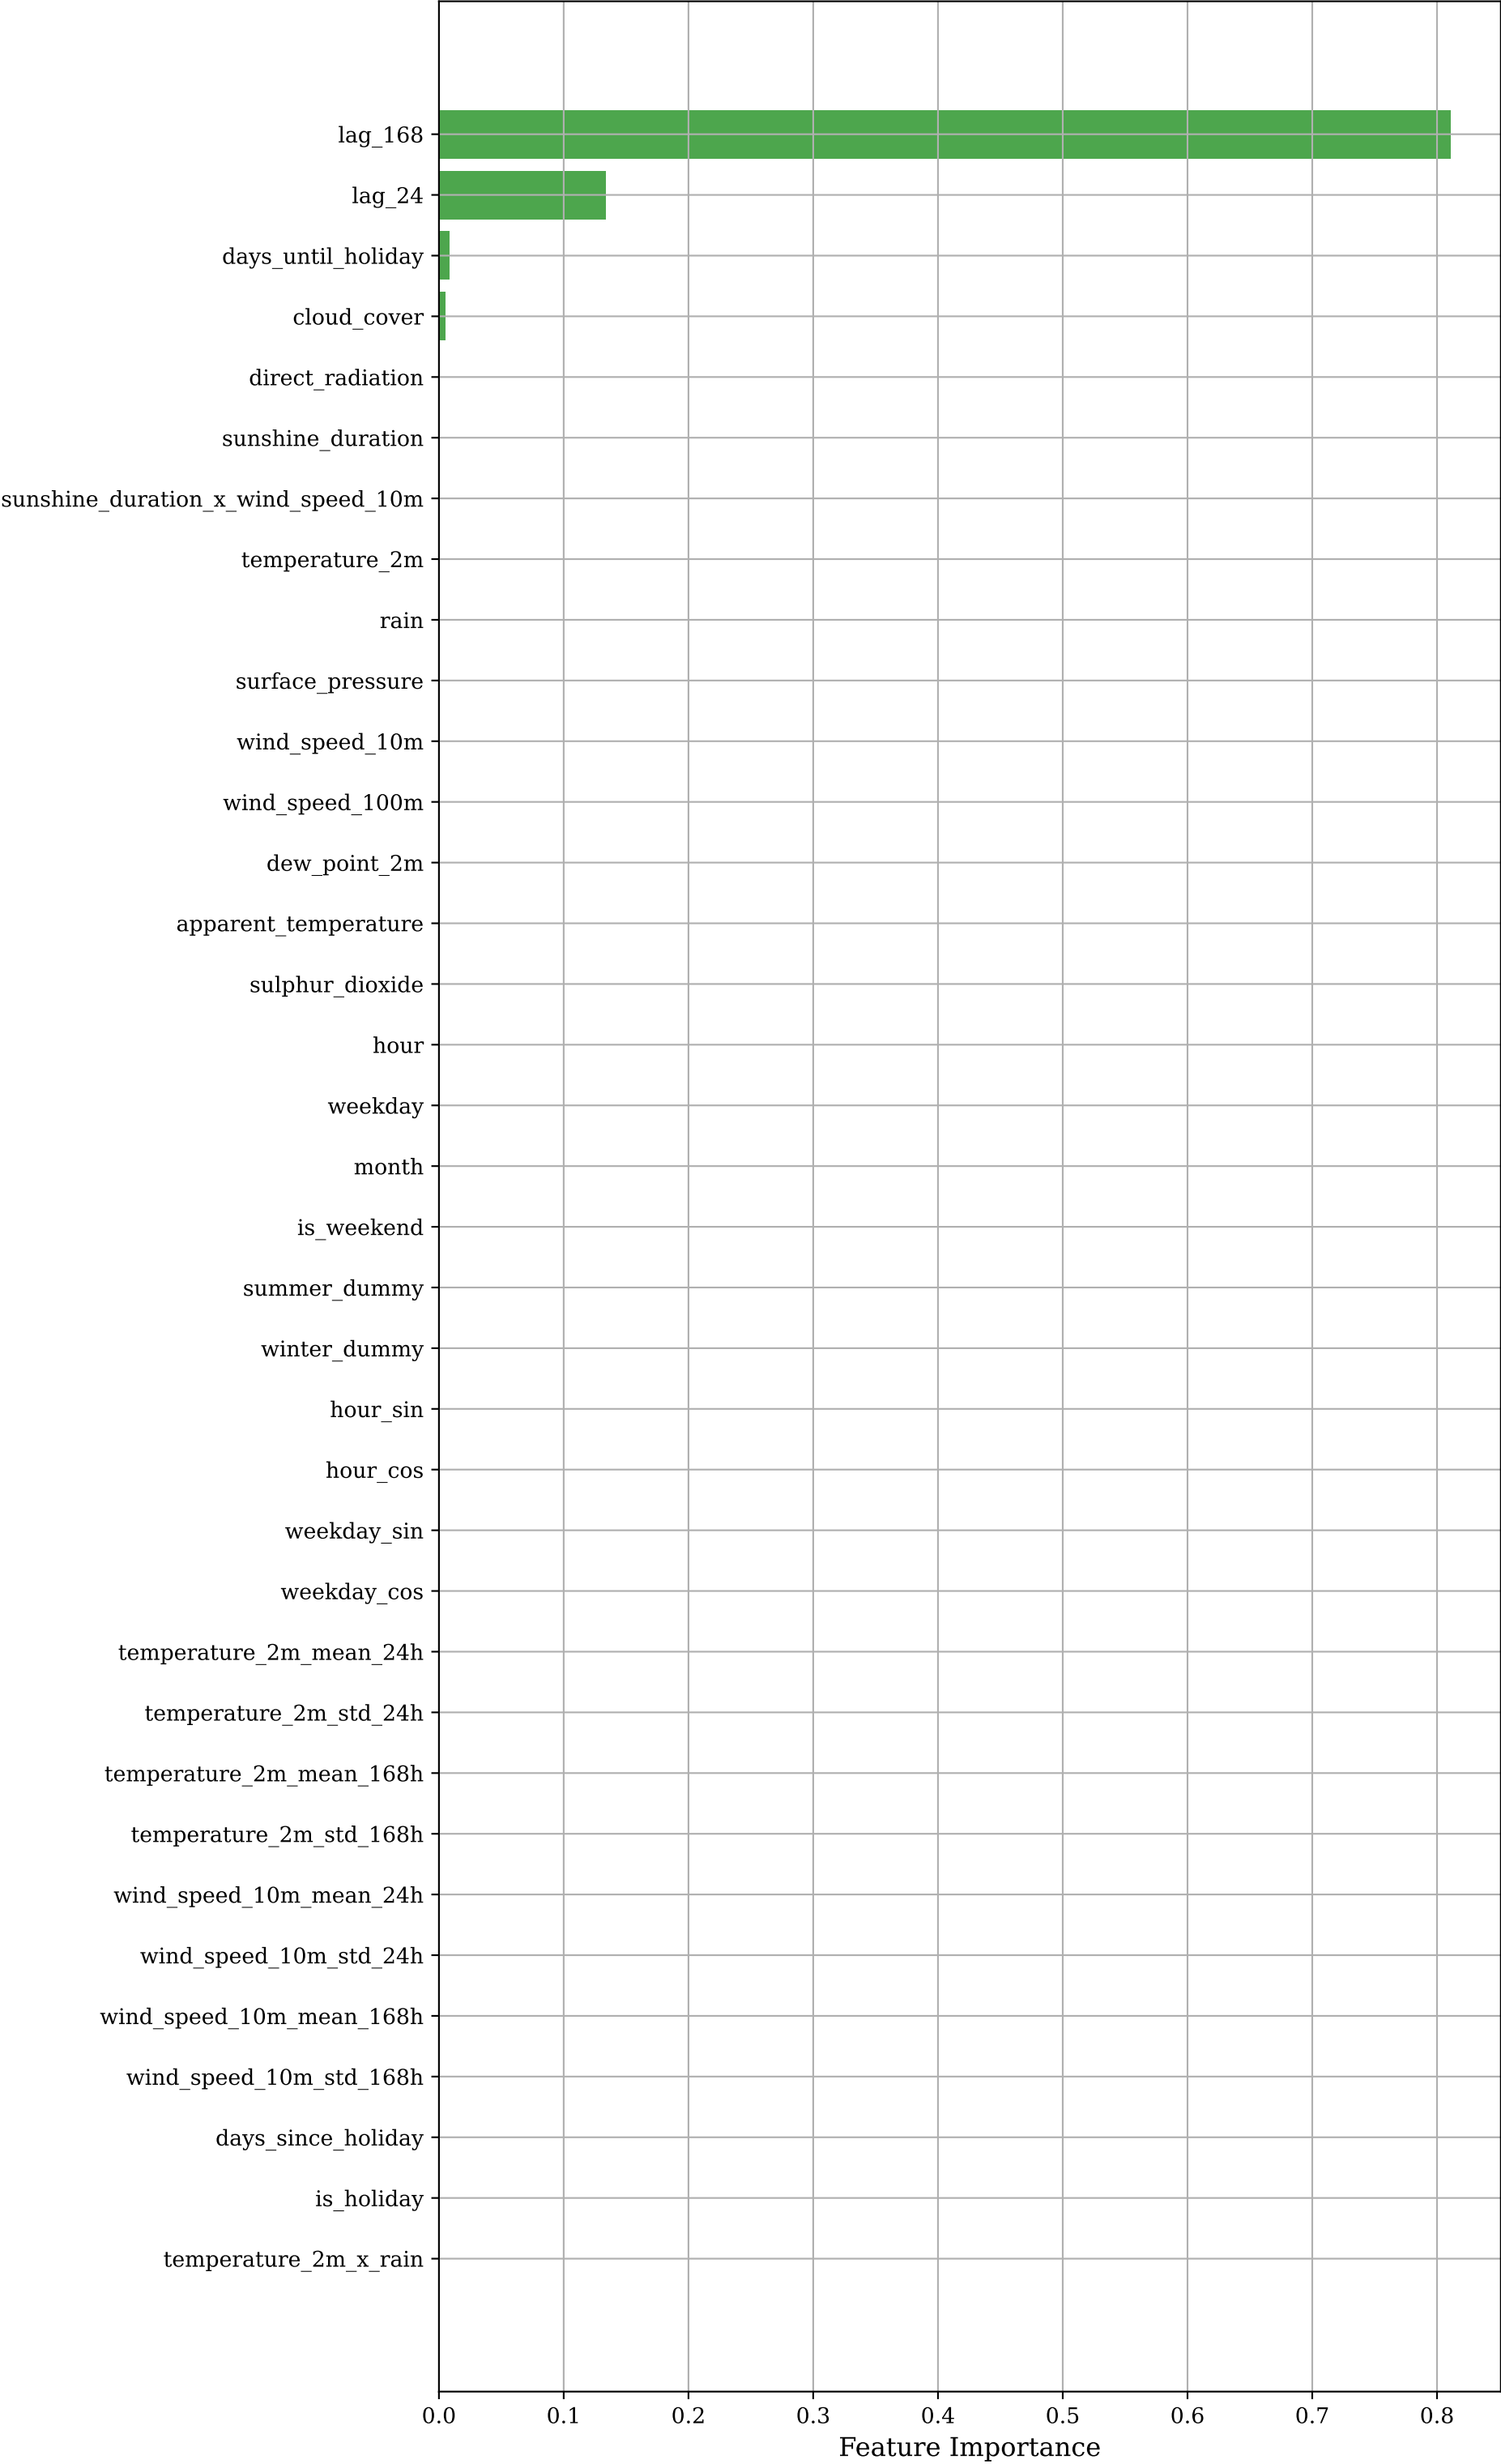 lag_168
lag_24
days_until_holiday
cloud_cover
direct_radiation
sunshine_duration
sunshine_duration_x_wind_speed_10m
temperature_2m
rain
surface_pressure
wind_speed_10m
wind_speed_100m
dew_point_2m
apparent_temperature
sulphur_dioxide
hour
weekday
month
is_weekend
summer_dummy
winter_dummy
hour_sin
hour_cos
weekday_sin
weekday_cos
temperature_2m_mean_24h
temperature_2m_std_24h
temperature_2m_mean_168h
temperature_2m_std_168h
wind_speed_10m_mean_24h
wind_speed_10m_std_24h
wind_speed_10m_mean_168h
wind_speed_10m_std_168h
days_since_holiday
is_holiday
temperature_2m_x_rain
0.0 0.1 0.2 0.3 0.4 0.5 0.6 0.7 0.8
Feature Importance